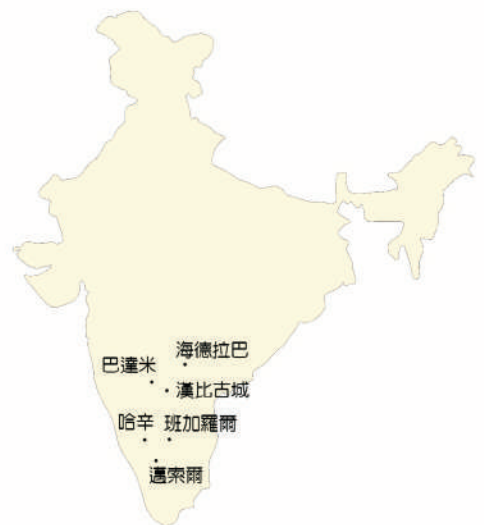 海德拉巴
巴達米
漢比古城
哈辛
班加羅爾
邁索爾